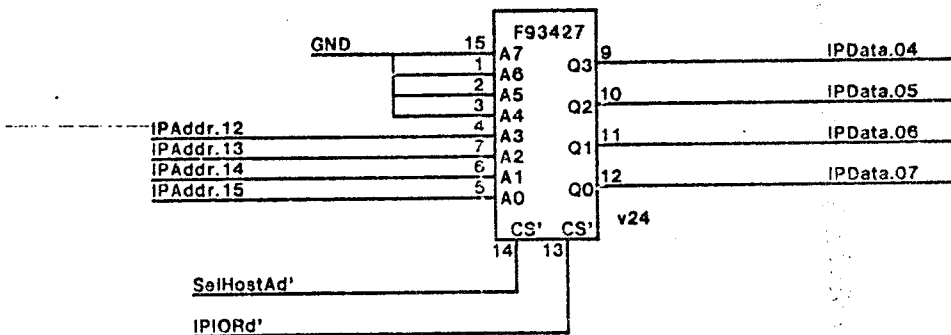 F93427
GND 15 A7
1 A6
2 A5
3 A4
IPAddr.12 4 A3
IPAddr.13 7 A2
IPAddr.14 6 A1
IPAddr.15 5 A0
Q3 9 IPData.04
Q2 10 IPData.05
Q1 11 IPData.06
Q0 12 IPData.07
v24
CS' CS'
14 13
SelHostAd'
IPIORd'